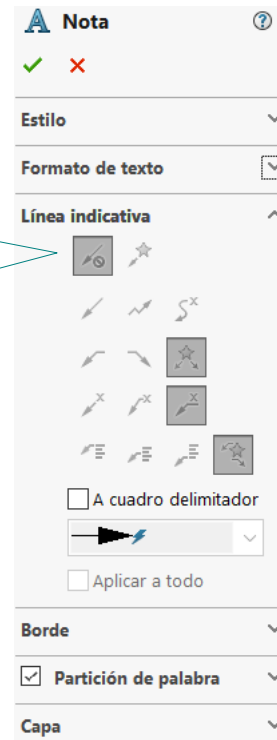 Nota
Estilo
Formato de texto
Línea indicativa
A cuadro delimitador
Aplicar a todo
Borde
Partición de palabra
Capa